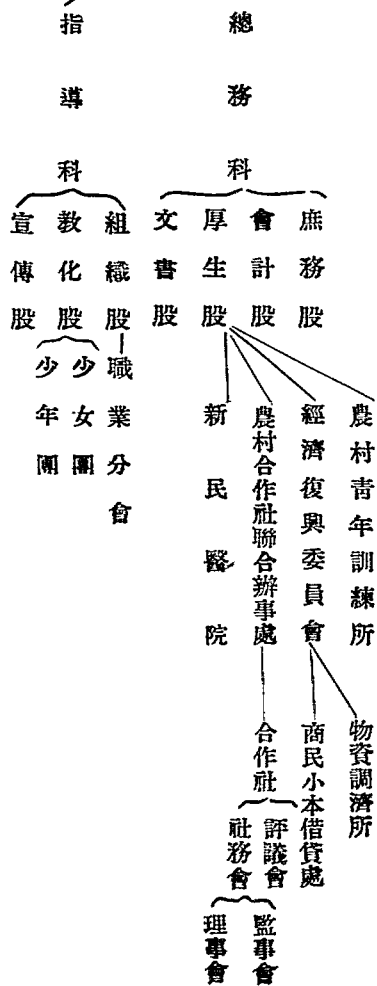 總務科
庶務股
會計股
厚生股
文書股
農村青年訓練所
經濟復興委員會
農村合作社聯合辦事處
新民醫院
物資調濟所
商民小本借貸處
合作社
評議會
社務會
監事會
理事會
指導科
組織股
教化股
宣傳股
職業分會
少女團
少年團